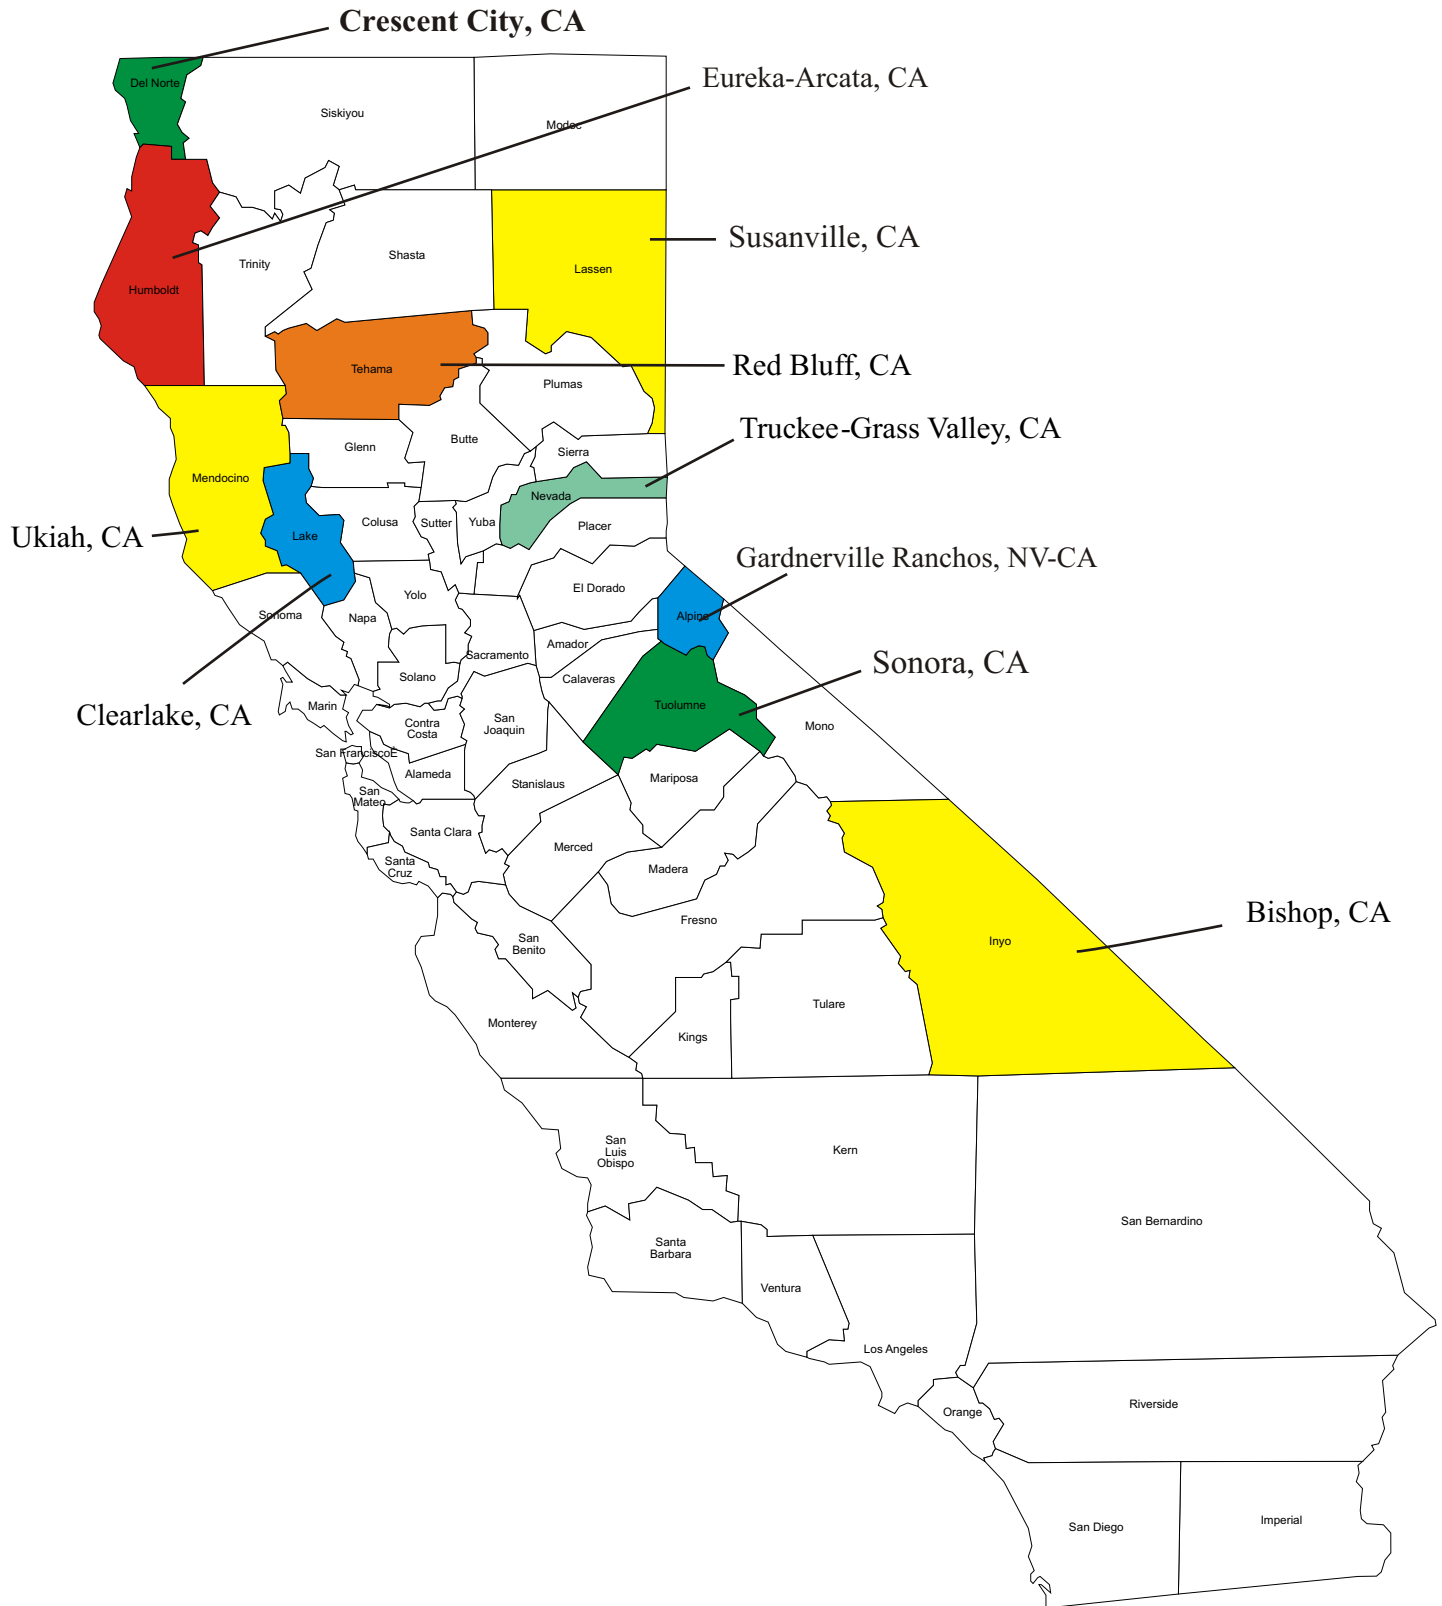 Crescent City, CA
Eureka-Arcata, CA
Del Norte
Siskiyou
Modoc
Susanville, CA
Humboldt
Trinity
Shasta
Lassen
Red Bluff, CA
Tehama
Plumas
Truckee-Grass Valley, CA
Glenn
Butte
Sierra
Mendocino
Nevada
Ukiah, CA
Lake
Colusa
Sutter
Yuba
Placer
Gardnerville Ranchos, NV-CA
El Dorado
Yolo
Sonoma
Napa
Alpine
Amador
Sacramento
Sonora, CA
Solano
Calaveras
Clearlake, CA
Marin
Contra
Costa
San
Joaquin
Tuolumne
Mono
San FranciscoÉ
Alameda
Stanislaus
Mariposa
San
Mateo
Santa Clara
Merced
Santa
Cruz
Madera
Fresno
Bishop, CA
San
Benito
Inyo
Tulare
Monterey
Kings
San
Luis
Obispo
Kern
San Bernardino
Santa
Barbara
Ventura
Los Angeles
Orange
Riverside
San Diego
Imperial